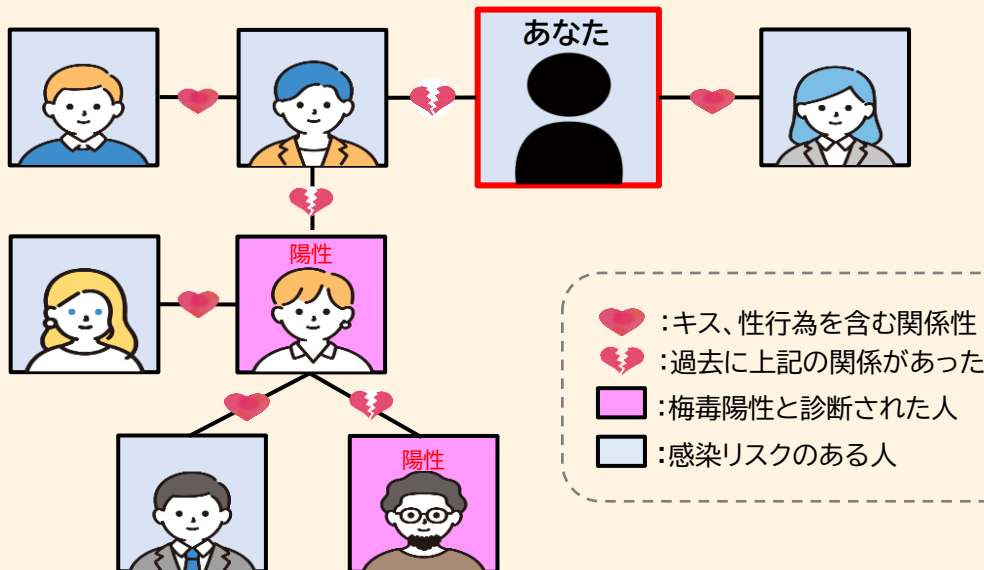 あなた
陽性
:キス、性行為を含む関係性
:過去に上記の関係があった
:梅毒陽性と診断された人
:感染リスクのある人
陽性